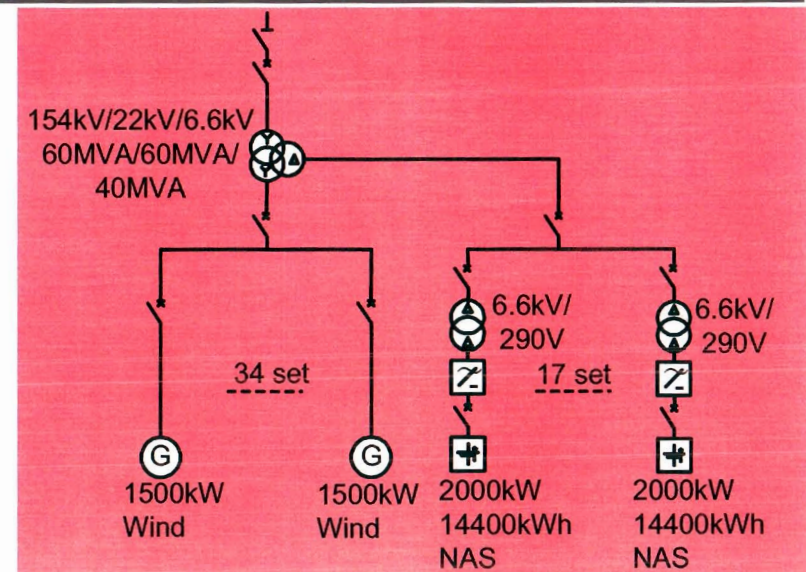 154kV/22kV/6.6kV
60MVA/60MVA/
40MVA
34 set
G
1500kW
Wind
G
1500kW
Wind
6.6kV/
290V
17 set
6.6kV/
290V
2000kW
14400kWh
NAS
2000kW
14400kWh
NAS